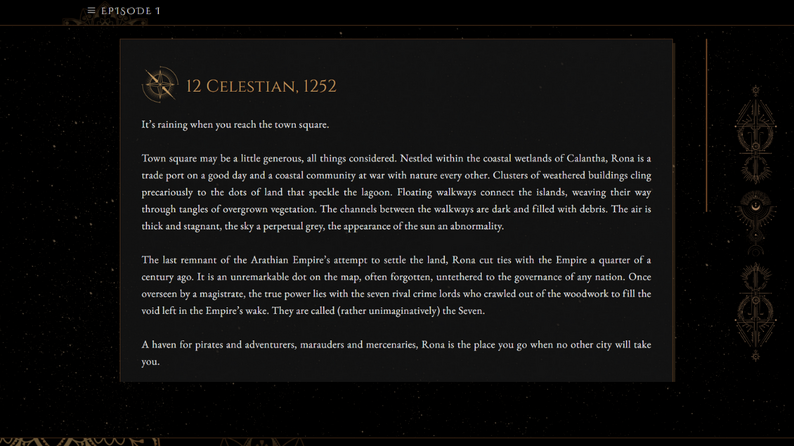 ≡ EPISODE 1
12 Celestian, 1252
It’s raining when you reach the town square.
Town square may be a little generous, all things considered. Nestled within the coastal wetlands of Calantha, Rona is a
trade port on a good day and a coastal community at war with nature every other. Clusters of weathered buildings cling
precariously to the dots of land that speckle the lagoon. Floating walkways connect the islands, weaving their way
through tangles of overgrown vegetation. The channels between the walkways are dark and filled with debris. The air is
thick and stagnant, the sky a perpetual grey, the appearance of the sun an abnormality.
The last remnant of the Arathian Empire’s attempt to settle the land, Rona cut ties with the Empire a quarter of a
century ago. It is an unremarkable dot on the map, often forgotten, untethered to the governance of any nation. Once
overseen by a magistrate, the true power lies with the seven rival crime lords who crawled out of the woodwork to fill the
void left in the Empire’s wake. They are called (rather unimaginatively) the Seven.
A haven for pirates and adventurers, marauders and mercenaries, Rona is the place you go when no other city will take
you.